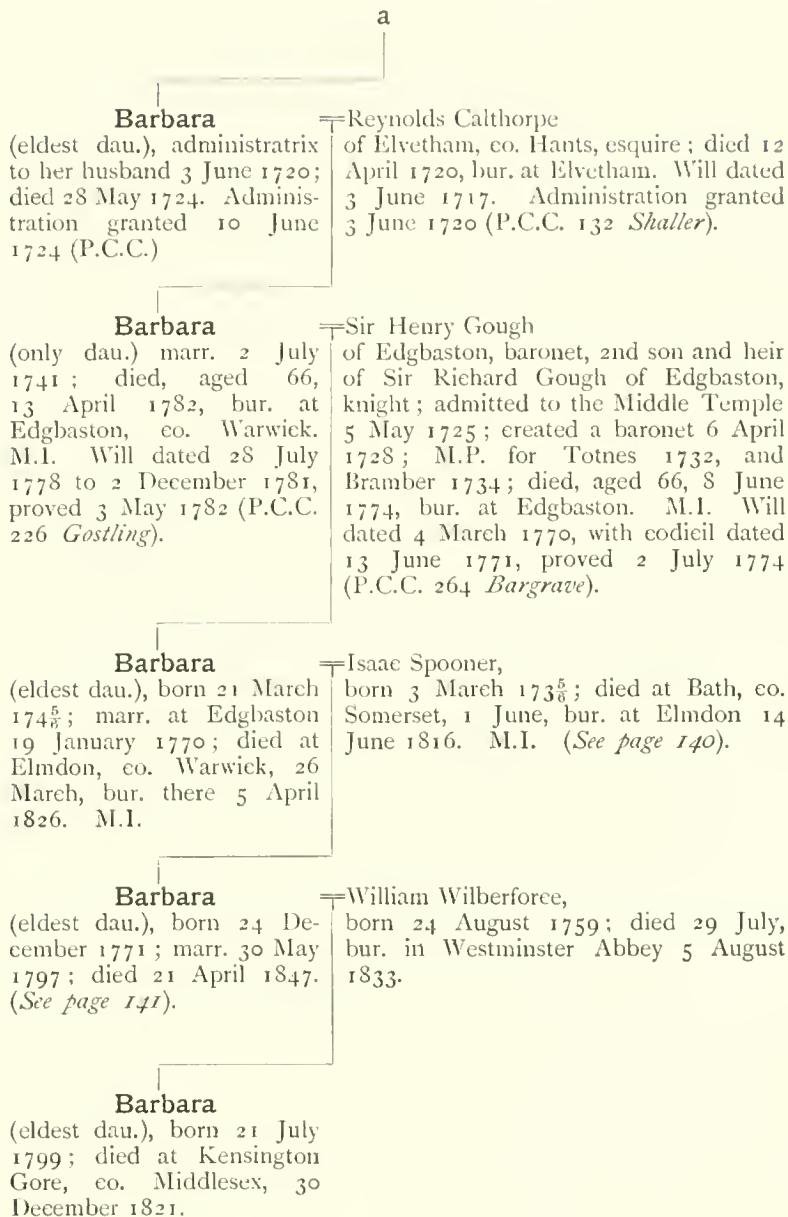 a
Barbara
(eldest dau.), administratrix
to her husband 3 June 1720;
died 28 May 1724. Adminis-
tration granted 10 June
1724 (P.C.C.)
Reynolds Calthorpe
of Elvetham, co. Hants, esquire; died 12
April 1720, bur. at Elvetham. Will dated
3 June 1717. Administration granted
3 June 1720 (P.C.C. 132 Shaller).
Barbara
(only dau.) marr. 2 July
1741; died, aged 66,
13 April 1782, bur. at
Edgbaston, co. Warwick.
M.I. Will dated 28 July
1778 to 2 December 1781,
proved 3 May 1782 (P.C.C.
226 Gostling).
Sir Henry Gough
of Edgbaston, baronet, 2nd son and heir
of Sir Richard Gough of Edgbaston,
knight; admitted to the Middle Temple
5 May 1725; created a baronet 6 April
1728; M.P. for Totnes 1732, and
Bramber 1734; died, aged 66, 8 June
1774, bur. at Edgbaston. M.I. Will
dated 4 March 1770, with codicil dated
13 June 1771, proved 2 July 1774
(P.C.C. 264 Bargrave).
Barbara
(eldest dau.), born 21 March
174⅚; marr. at Edgbaston
19 January 1770; died at
Elmdon, co. Warwick, 26
March, bur. there 5 April
1826. M.I.
Isaac Spooner,
born 3 March 173⅚; died at Bath, co.
Somerset, 1 June, bur. at Elmdon 14
June 1816. M.I. (See page 140).
Barbara
(eldest dau.), born 24 De-
cember 1771; marr. 30 May
1797; died 21 April 1847.
(See page 141).
William Wilberforce,
born 24 August 1759; died 29 July,
bur. in Westminster Abbey 5 August
1833.
Barbara
(eldest dau.), born 21 July
1799; died at Kensington
Gore, co. Middlesex, 30
December 1821.